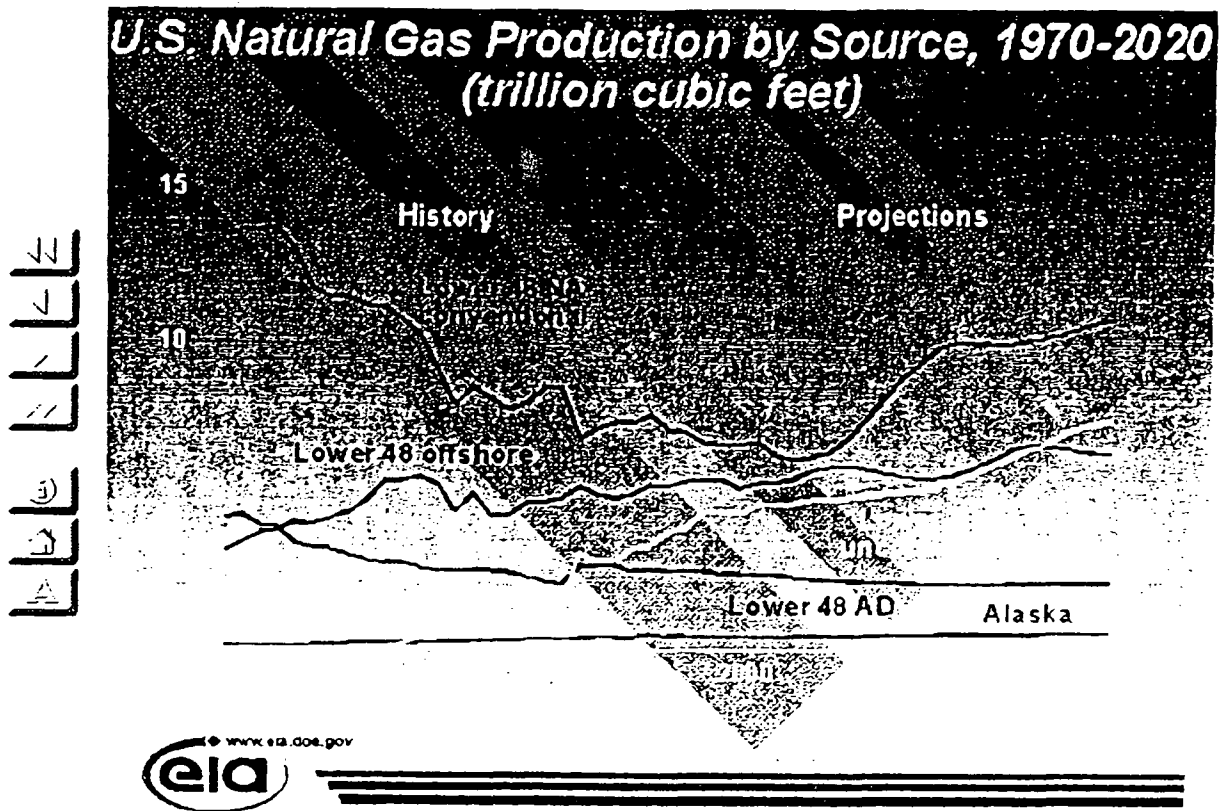 U.S. Natural Gas Production by Source, 1970-2020
(trillion cubic feet)
15
History
Projections
10
Lower 48 offshore
Lower 48 AD
Alaska
www.eia.doe.gov
eia